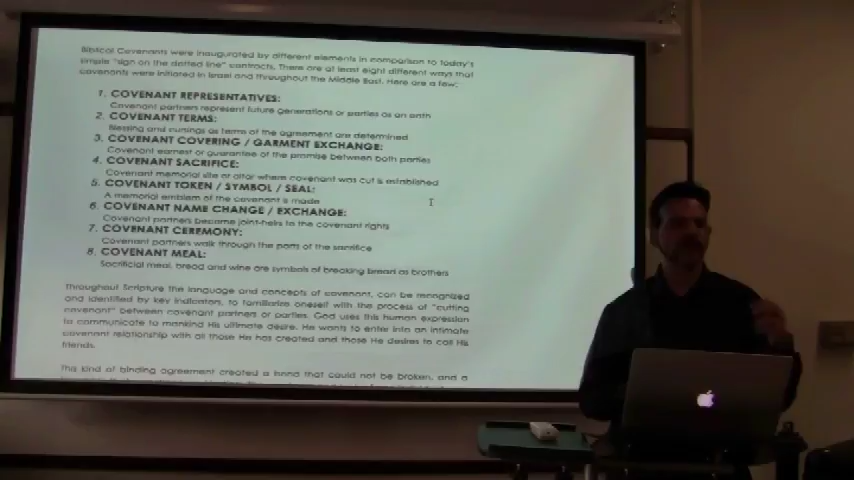 Biblical Covenants were inaugurated by different elements in comparison to today's
simple "sign on the dotted line" contracts. There are at least eight different ways that
covenants were initiated in Israel and throughout the Middle East. Here are a few:
1. COVENANT REPRESENTATIVES:
Covenant partners represent future generations or parties as an oath
2. COVENANT TERMS:
Blessing and cursings as terms of the agreement are determined
3. COVENANT COVERING / GARMENT EXCHANGE:
Covenant earnest or guarantee of the promise between both parties
4. COVENANT SACRIFICE:
Covenant memorial site or altar where covenant was cut is established
5. COVENANT TOKEN / SYMBOL / SEAL:
A memorial emblem of the covenant is made
6. COVENANT NAME CHANGE / EXCHANGE:
Covenant partners become joint-heirs to the covenant rights
7. COVENANT CEREMONY:
Covenant partners walk through the parts of the sacrifice
8. COVENANT MEAL:
Sacrificial meal, bread and wine are symbols of breaking bread as brothers
Throughout Scripture the language and concepts of covenant, can be recognized
and identified by key indicators, to familiarize oneself with the process of "cutting
covenant" between covenant partners or parties. God uses this human expression
to communicate to mankind His ultimate desire. He wants to enter into an intimate
covenant relationship with all those He has created and those He desires to call His
friends.
This kind of binding agreement created a bond that could not be broken, and a